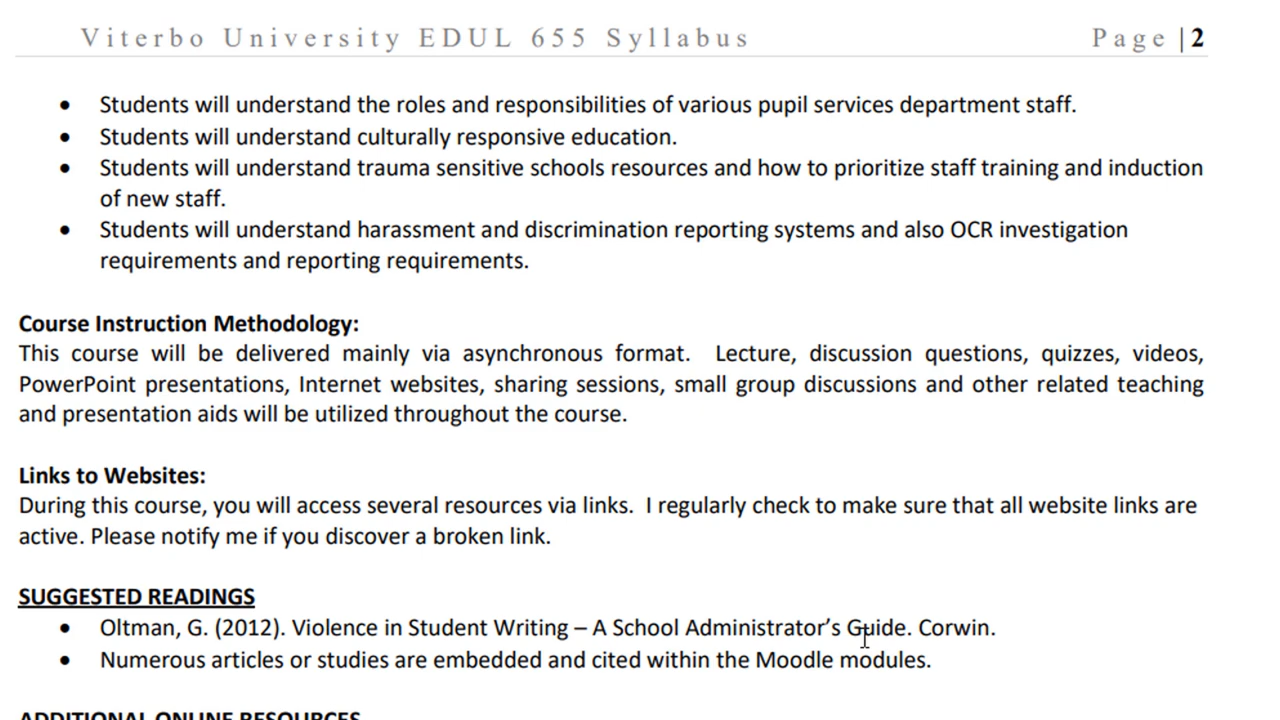 Viterbo University EDUL 655 Syllabus Page |2
• Students will understand the roles and responsibilities of various pupil services department staff.
• Students will understand culturally responsive education.
• Students will understand trauma sensitive schools resources and how to prioritize staff training and induction
of new staff.
• Students will understand harassment and discrimination reporting systems and also OCR investigation
requirements and reporting requirements.
Course Instruction Methodology:
This course will be delivered mainly via asynchronous format. Lecture, discussion questions, quizzes, videos,
PowerPoint presentations, Internet websites, sharing sessions, small group discussions and other related teaching
and presentation aids will be utilized throughout the course.
Links to Websites:
During this course, you will access several resources via links. I regularly check to make sure that all website links are
active. Please notify me if you discover a broken link.
SUGGESTED READINGS
• Oltman, G. (2012). Violence in Student Writing – A School Administrator’s Guide. Corwin.
• Numerous articles or studies are embedded and cited within the Moodle modules.
ADDITIONAL ONLINE RESOURCES